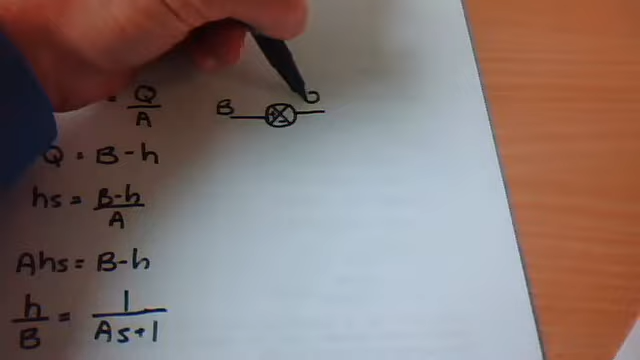 = Q/A
Q = B-h
hs = B-h/A
Ahs = B-h
h/B = 1/As+1
B
+ -